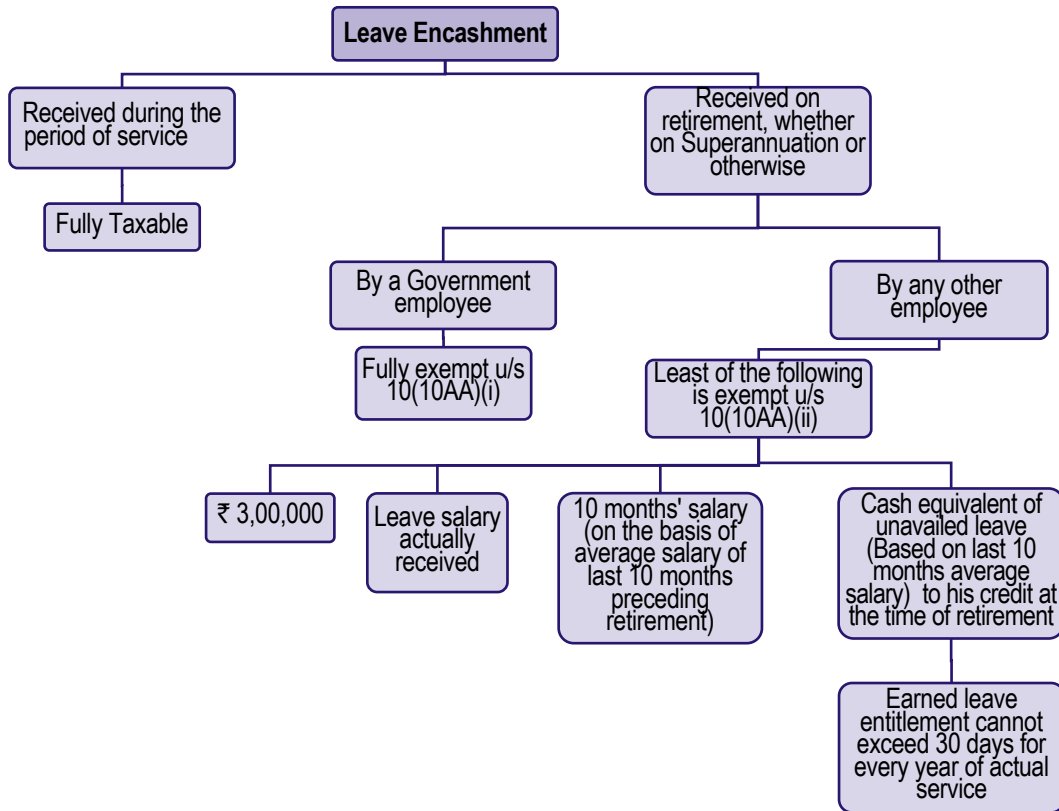 Leave Encashment
Received during the
period of service
Fully Taxable
Received on
retirement, whether
on Superannuation or
otherwise
By a Government
employee
Fully exempt u/s
10(10AA)(i)
By any other
employee
Least of the following
is exempt u/s
10(10AA)(ii)
₹ 3,00,000
Leave salary
actually
received
10 months' salary
(on the basis of
average salary of
last 10 months
preceding
retirement)
Cash equivalent of
unavailed leave
(Based on last 10
months average
salary) to his credit at
the time of retirement
Earned leave
entitlement cannot
exceed 30 days for
every year of actual
service